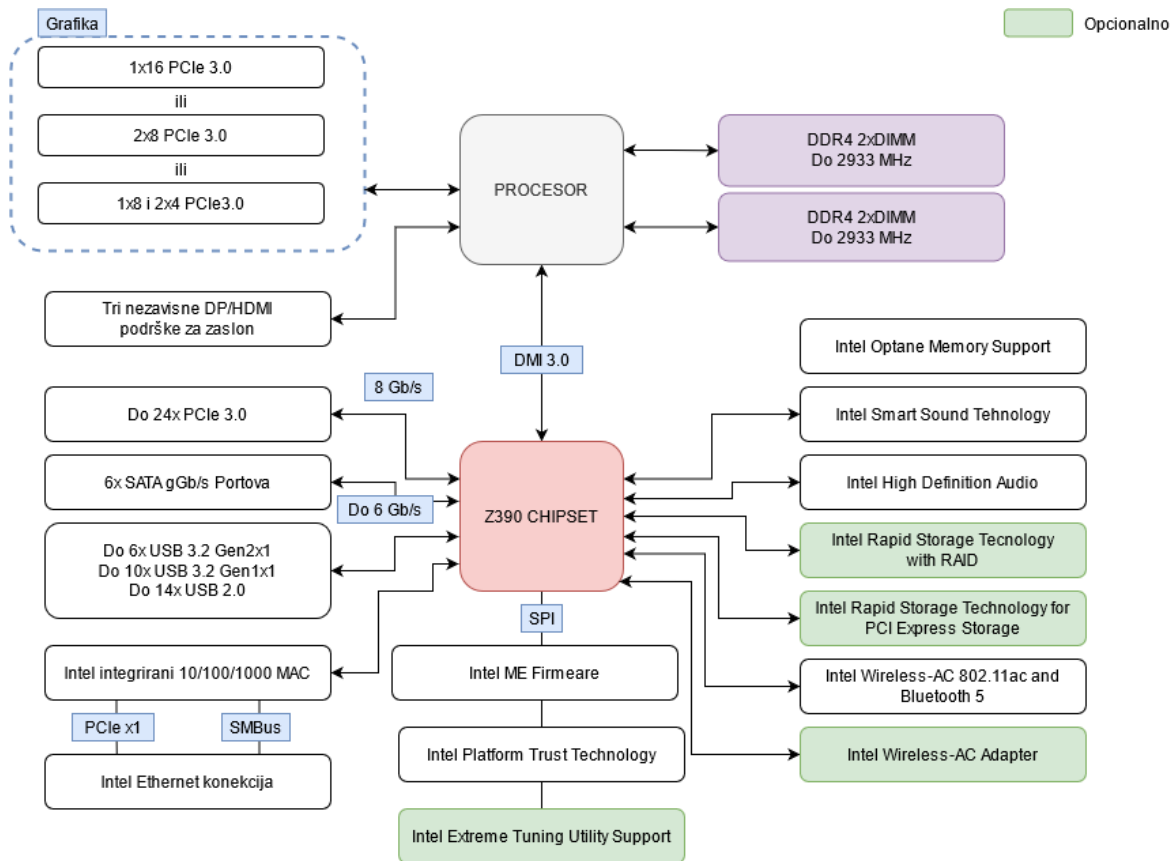 Grafika
Opcionalno
1x16 PCIe 3.0
ili
2x8 PCIe 3.0
ili
1x8 i 2x4 PCIe3.0
PROCESOR
DDR4 2xDIMM
Do 2933 MHz
DDR4 2xDIMM
Do 2933 MHz
Tri nezavisne DP/HDMI
podrške za zaslon
DMI 3.0
Intel Optane Memory Support
8 Gb/s
Do 24x PCIe 3.0
Intel Smart Sound Tehnology
6x SATA gGb/s Portova
Do 6 Gb/s
Z390 CHIPSET
Intel High Definition Audio
Do 6x USB 3.2 Gen2x1
Do 10x USB 3.2 Gen1x1
Do 14x USB 2.0
Intel Rapid Storage Tecnology
with RAID
SPI
Intel Rapid Storage Technology for
PCI Express Storage
Intel integrirani 10/100/1000 MAC
Intel ME Firmeare
Intel Wireless-AC 802.11ac and
Bluetooth 5
PCIe x1
SMBus
Intel Platform Trust Technology
Intel Wireless-AC Adapter
Intel Ethernet konekcija
Intel Extreme Tuning Utility Support